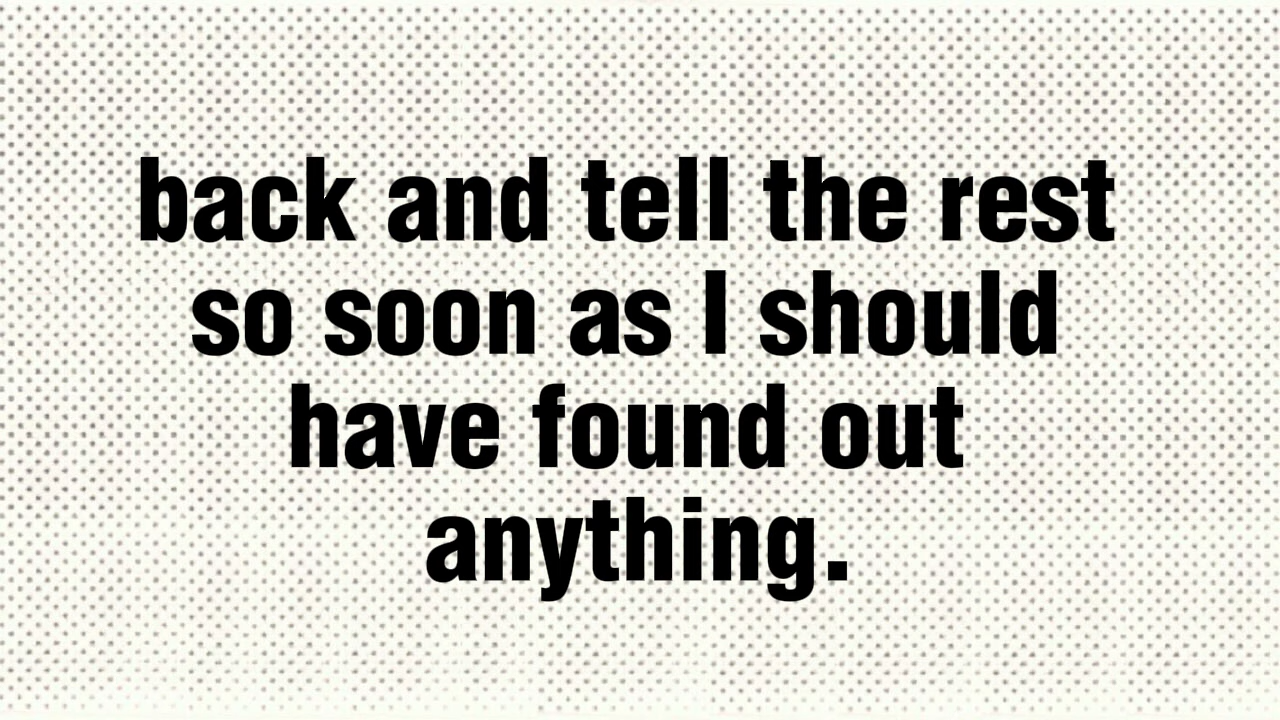 back and tell the rest
so soon as I should
have found out
anything.